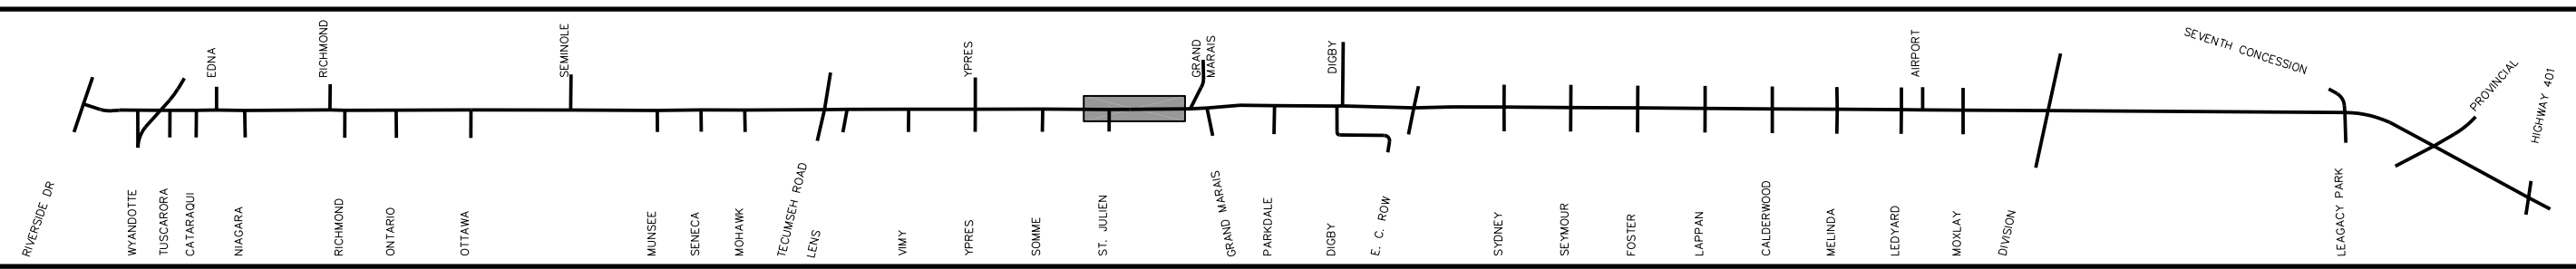 EDNA
RICHMOND
SEMINOLE
YPRES
GRAND
MARAIS
DIGBY
AIRPORT
SEVENTH CONCESSION
PROVINCIAL
HIGHWAY 401
RIVERSIDE DR
WYANDOTTE
TUSCARORA
CATARAQUI
NIAGARA
RICHMOND
ONTARIO
OTTAWA
MUNSEE
SENECA
MOHAWK
TECUMSEH ROAD
LENS
VIMY
YPRES
SOMME
ST. JULIEN
GRAND MARAIS
PARKDALE
DIGBY
E. C. ROW
SYDNEY
SEYMOUR
FOSTER
LAPPAN
CALDERWOOD
MELINDA
LEDYARD
MOXLAY
DIVISION
LEAGACY PARK